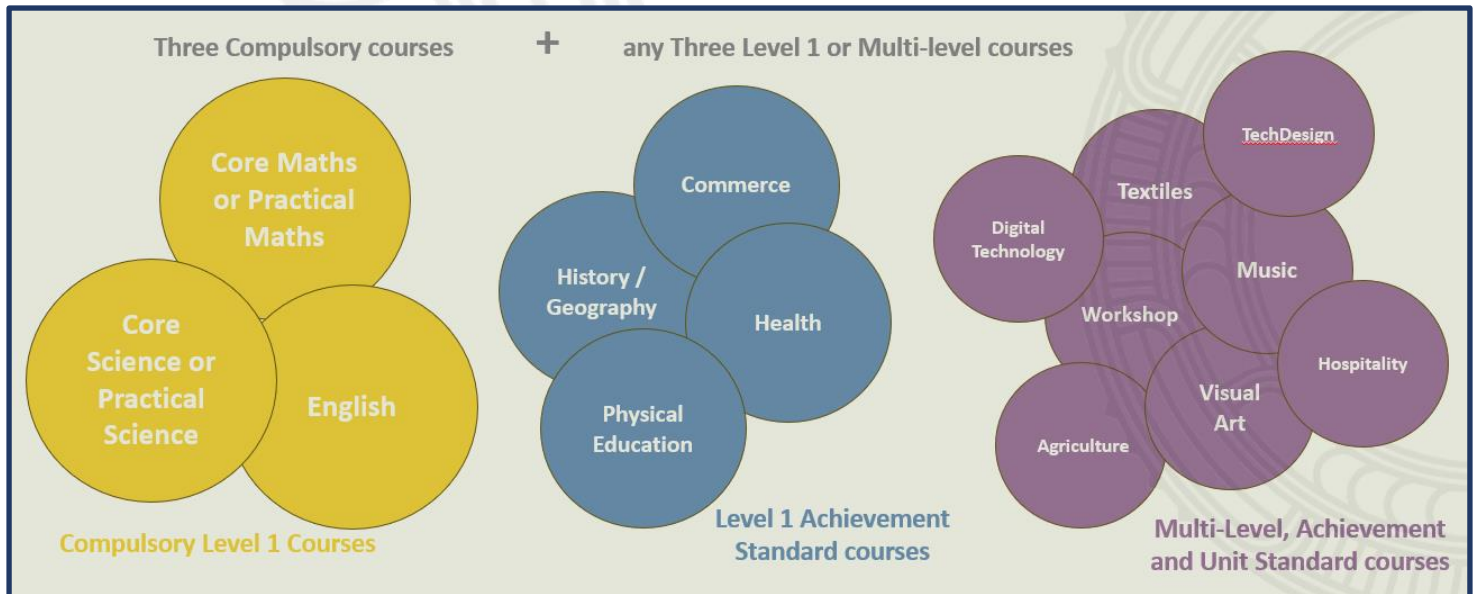 Three Compulsory courses + any Three Level 1 or Multi-level courses
Core Maths
or Practical
Maths
Core
Science or
Practical
Science
English
Compulsory Level 1 Courses
Commerce
History /
Geography
Health
Physical
Education
Level 1 Achievement
Standard courses
TechDesign
Textiles
Digital
Technology
Music
Workshop
Hospitality
Visual
Art
Agriculture
Multi-Level, Achievement
and Unit Standard courses